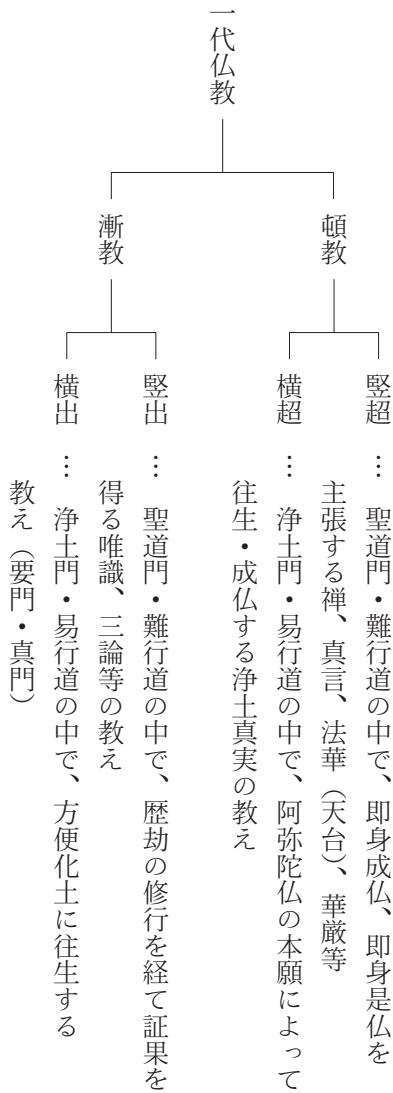 一代仏教
頓教
竪超 … 聖道門・難行道の中で、即身成仏、即身是仏を
主張する禅、真言、法華（天台）、華厳等
横超 … 浄土門・易行道の中で、阿弥陀仏の本願によって
往生・成仏する浄土真実の教え
漸教
竪出 … 聖道門・難行道の中で、歴劫の修行を経て証果を
得る唯識、三論等の教え
横出 … 浄土門・易行道の中で、方便化土に往生する
教え（要門・真門）